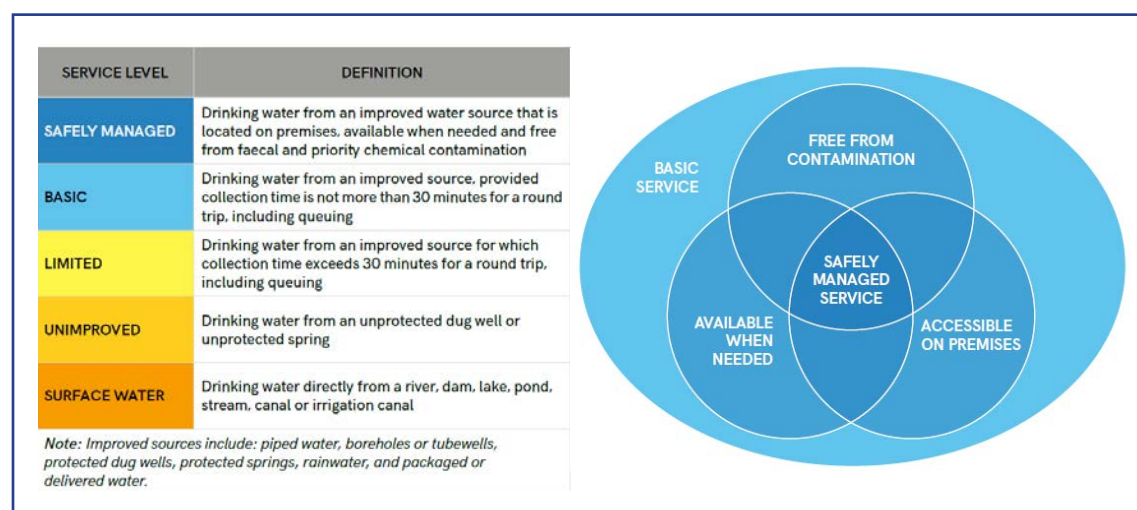 SERVICE LEVEL
DEFINITION
SAFELY MANAGED
Drinking water from an improved water source that is
located on premises, available when needed and free
from faecal and priority chemical contamination
BASIC
Drinking water from an improved source, provided
collection time is not more than 30 minutes for a round
trip, including queuing
LIMITED
Drinking water from an improved source for which
collection time exceeds 30 minutes for a round trip,
including queuing
UNIMPROVED
Drinking water from an unprotected dug well or
unprotected spring
SURFACE WATER
Drinking water directly from a river, dam, lake, pond,
stream, canal or irrigation canal
Note: Improved sources include: piped water, boreholes or tubewells,
protected dug wells, protected springs, rainwater, and packaged or
delivered water.
BASIC
SERVICE
FREE FROM
CONTAMINATION
SAFELY
MANAGED
SERVICE
AVAILABLE
WHEN
NEEDED
ACCESSIBLE
ON PREMISES